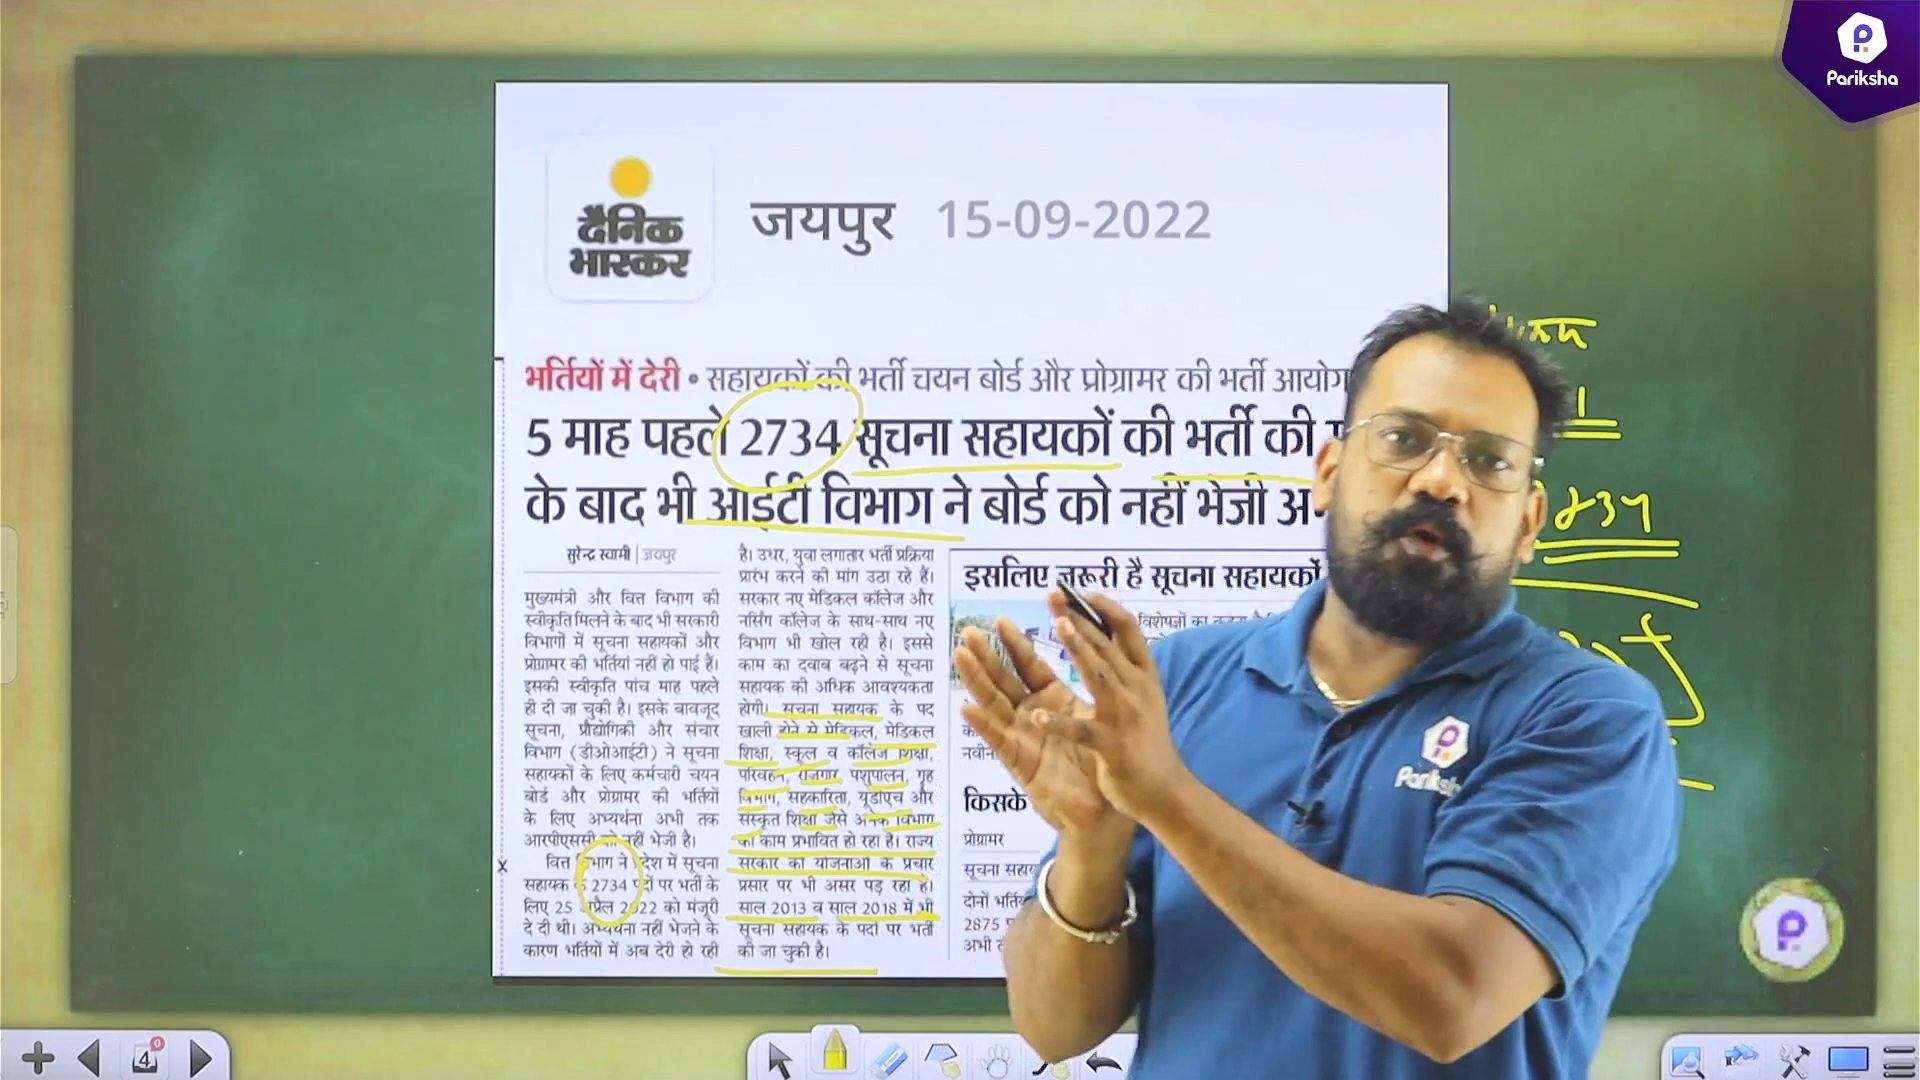 P
Pariksha
दैनिक
भास्कर
जयपुर 15-09-2022
भर्तियों में देरी • सहायकों की भर्ती चयन बोर्ड और प्रोग्रामर की भर्ती आयोग
5 माह पहले 2734 सूचना सहायकों की भर्ती की
के बाद भी आईटी विभाग ने बोर्ड को नहीं भेजी
सुरेन्द्र स्वामी | जयपुर
मुख्यमंत्री और वित्त विभाग की
स्वीकृति मिलने के बाद भी सरकारी
विभागों में सूचना सहायकों और
प्रोग्रामर की भर्तियां नहीं हो पाई हैं।
इसकी स्वीकृति पांच माह पहले
ही दी जा चुकी है। इसके बावजूद
सूचना, प्रौद्योगिकी और संचार
विभाग (डीओआईटी) ने सूचना
सहायकों के लिए कर्मचारी चयन
बोर्ड और प्रोग्रामर की भर्तियों
के लिए अभ्यर्थना अभी तक
आरपीएससी को नहीं भेजी है।
वित्त विभाग ने प्रदेश में सूचना
सहायक के 2734 पदों पर भर्ती के
लिए 25 अप्रैल 2022 को मंजूरी
दे दी थी। अभ्यर्थना नहीं भेजने के
कारण भर्तियों में अब देरी हो रही
है। उधर, युवा लगातार भर्ती प्रक्रिया
प्रारंभ करने की मांग उठा रहे हैं।
सरकार नए मेडिकल कॉलेज और
नर्सिंग कॉलेज के साथ-साथ नए
विभाग भी खोल रही है। इससे
काम का दवाब बढ़ने से सूचना
सहायक की अधिक आवश्यकता
होगी। सूचना सहायक के पद
खाली होने से मेडिकल, मेडिकल
शिक्षा, स्कूल व कॉलेज शिक्षा,
परिवहन, रोजगार, पशुपालन, गृह
विभाग, सहकारिता, यूडीएच और
संस्कृत शिक्षा जैसे अनेक विभाग
का काम प्रभावित हो रहा है। राज्य
सरकार की योजनाओं के प्रचार
प्रसार पर भी असर पड़ रहा है।
साल 2013 व साल 2018 में भी
सूचना सहायक के पदों पर भर्ती
की जा चुकी है।
इसलिए जरूरी है सूचना सहायकों
विशेषज्ञों का कहना है
नवीन
किसके
प्रोग्रामर
सूचना सहाय
दोनों भर्ति
2875
अभी
P
Pariksha
P
4
0